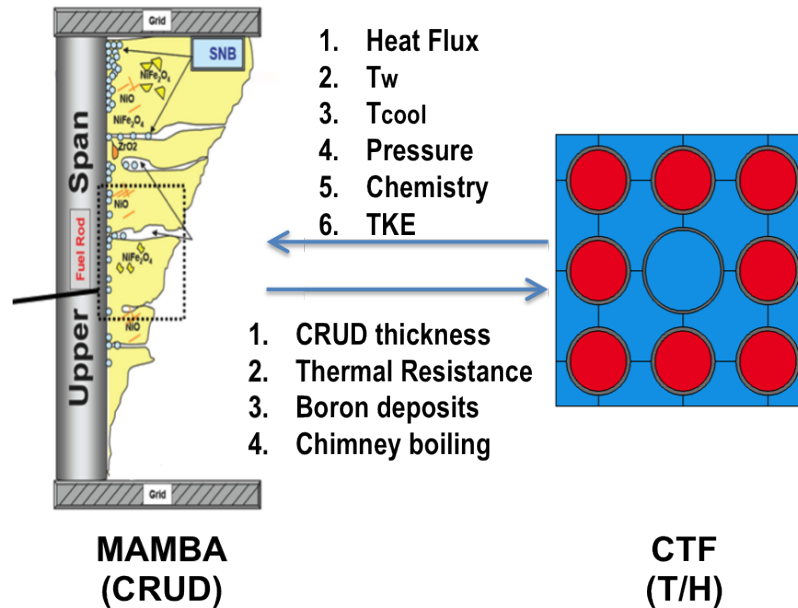 Grid
SNB
NiFe2O4
NiO
NiFe2O4
ZrO2
NiO
NiFe2O4
NiO
Upper Span
Fuel Rod
Grid
MAMBA
(CRUD)
1. Heat Flux
2. Tw
3. Tcool
4. Pressure
5. Chemistry
6. TKE
1. CRUD thickness
2. Thermal Resistance
3. Boron deposits
4. Chimney boiling
CTF
(T/H)